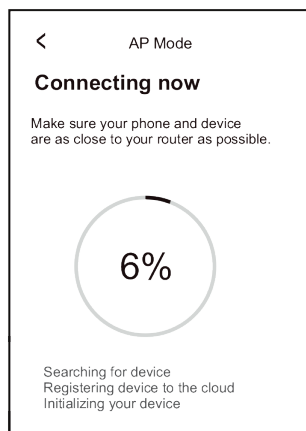 AP Mode
Connecting now
Make sure your phone and device
are as close to your router as possible.
6%
Searching for device
Registering device to the cloud
Initializing your device